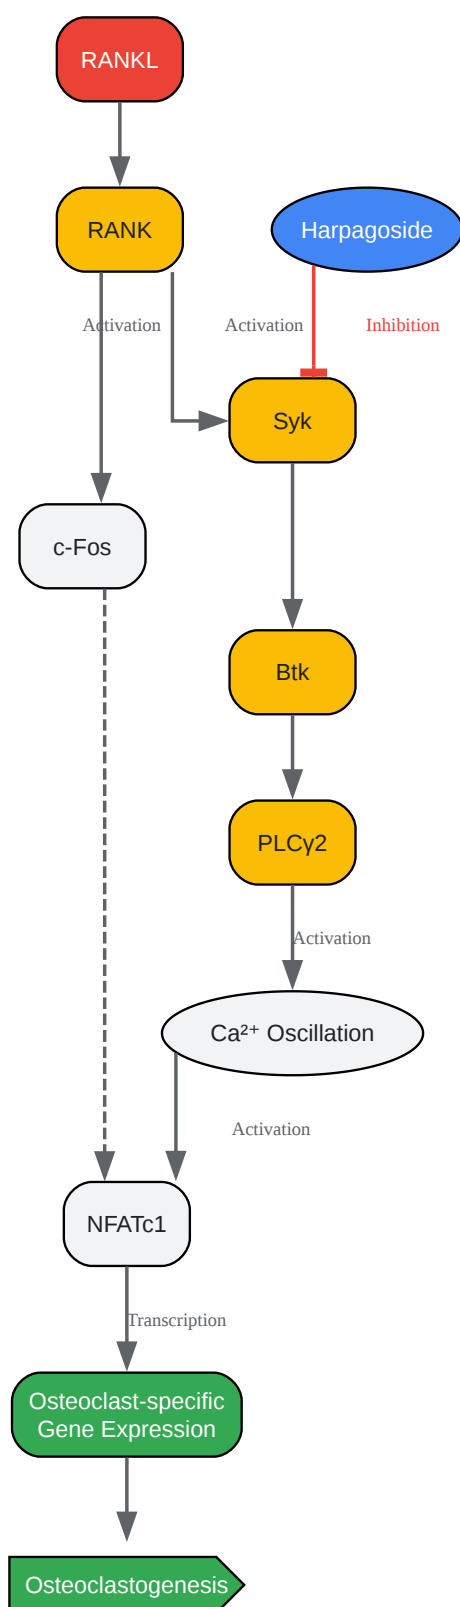 RANKL
RANK
Harpagoside
Activation
Activation
Inhibition
Syk
c-Fos
Btk
PLCγ2
Activation
Ca²⁺ Oscillation
Activation
NFATc1
Transcription
Osteoclast-specific
Gene Expression
Osteoclastogenesis